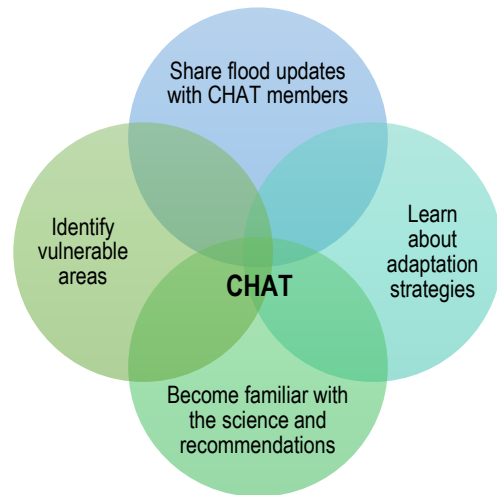 Share flood updates
with CHAT members
Identify
vulnerable
areas
Learn
about
adaptation
strategies
CHAT
Become familiar with
the science and
recommendations